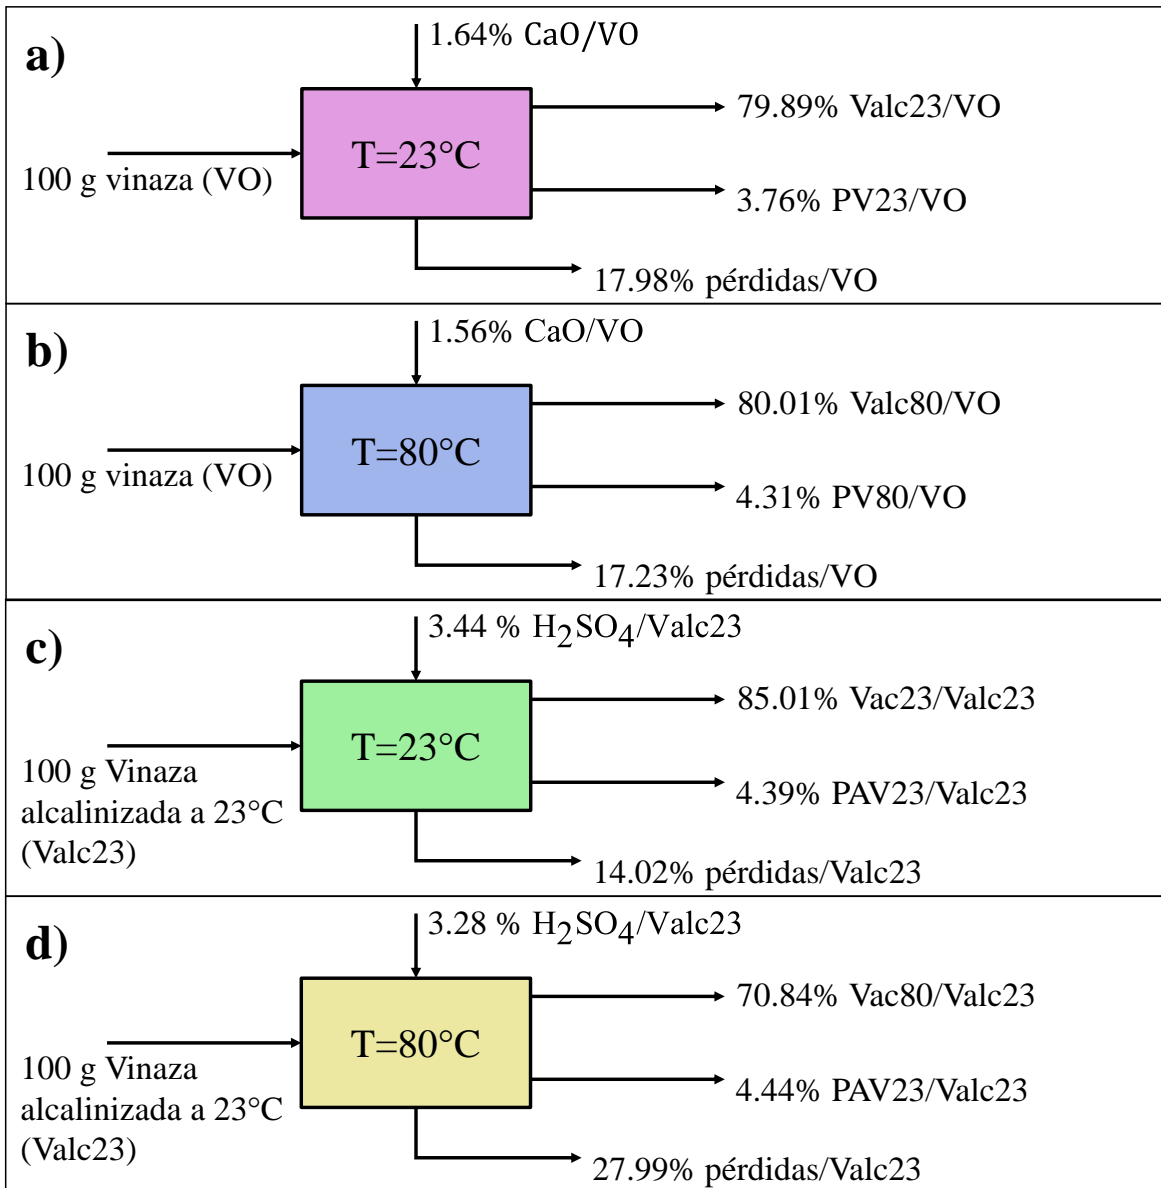 a)
1.64% CaO/VO
100 g vinaza (VO)
T=23°C
79.89% Valc23/VO
3.76% PV23/VO
17.98% pérdidas/VO
b)
1.56% CaO/VO
100 g vinaza (VO)
T=80°C
80.01% Valc80/VO
4.31% PV80/VO
17.23% pérdidas/VO
c)
3.44 % H₂SO₄/Valc23
100 g Vinaza
alcalinizada a 23°C
(Valc23)
T=23°C
85.01% Vac23/Valc23
4.39% PAV23/Valc23
14.02% pérdidas/Valc23
d)
3.28 % H₂SO₄/Valc23
100 g Vinaza
alcalinizada a 23°C
(Valc23)
T=80°C
70.84% Vac80/Valc23
4.44% PAV23/Valc23
27.99% pérdidas/Valc23